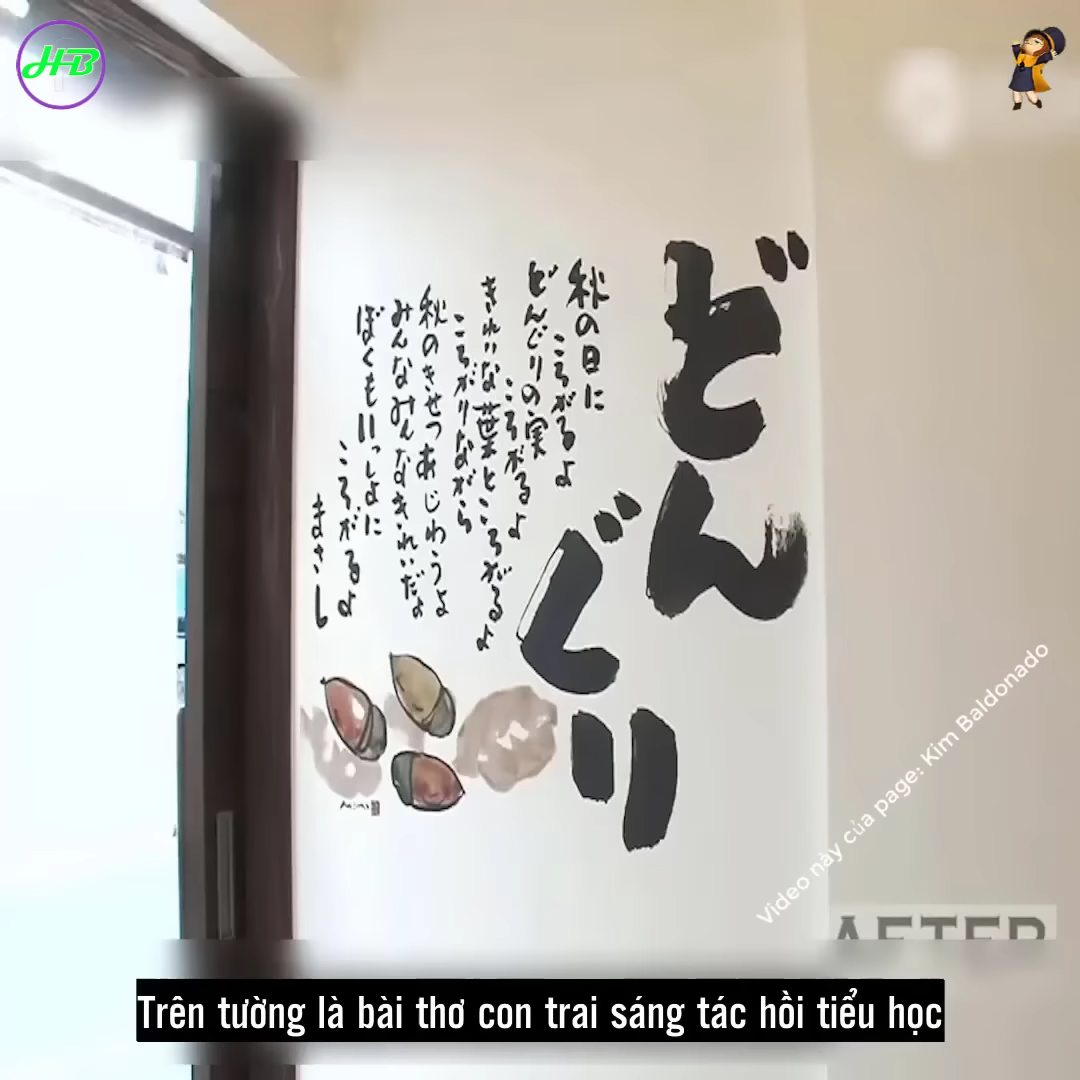 HB
どんぐり
秋の日に
ころがるよ
どんぐりの実
ころがるよ
きれいな葉ところがるよ
ころがりながら
秋のきせつあじわうよ
みんなみんなきれいだよ
ぼくもいっしょに
ころがるよ
まさし
Video này của page: Kim Baldonado
AFTER
Trên tường là bài thơ con trai sáng tác hồi tiểu học